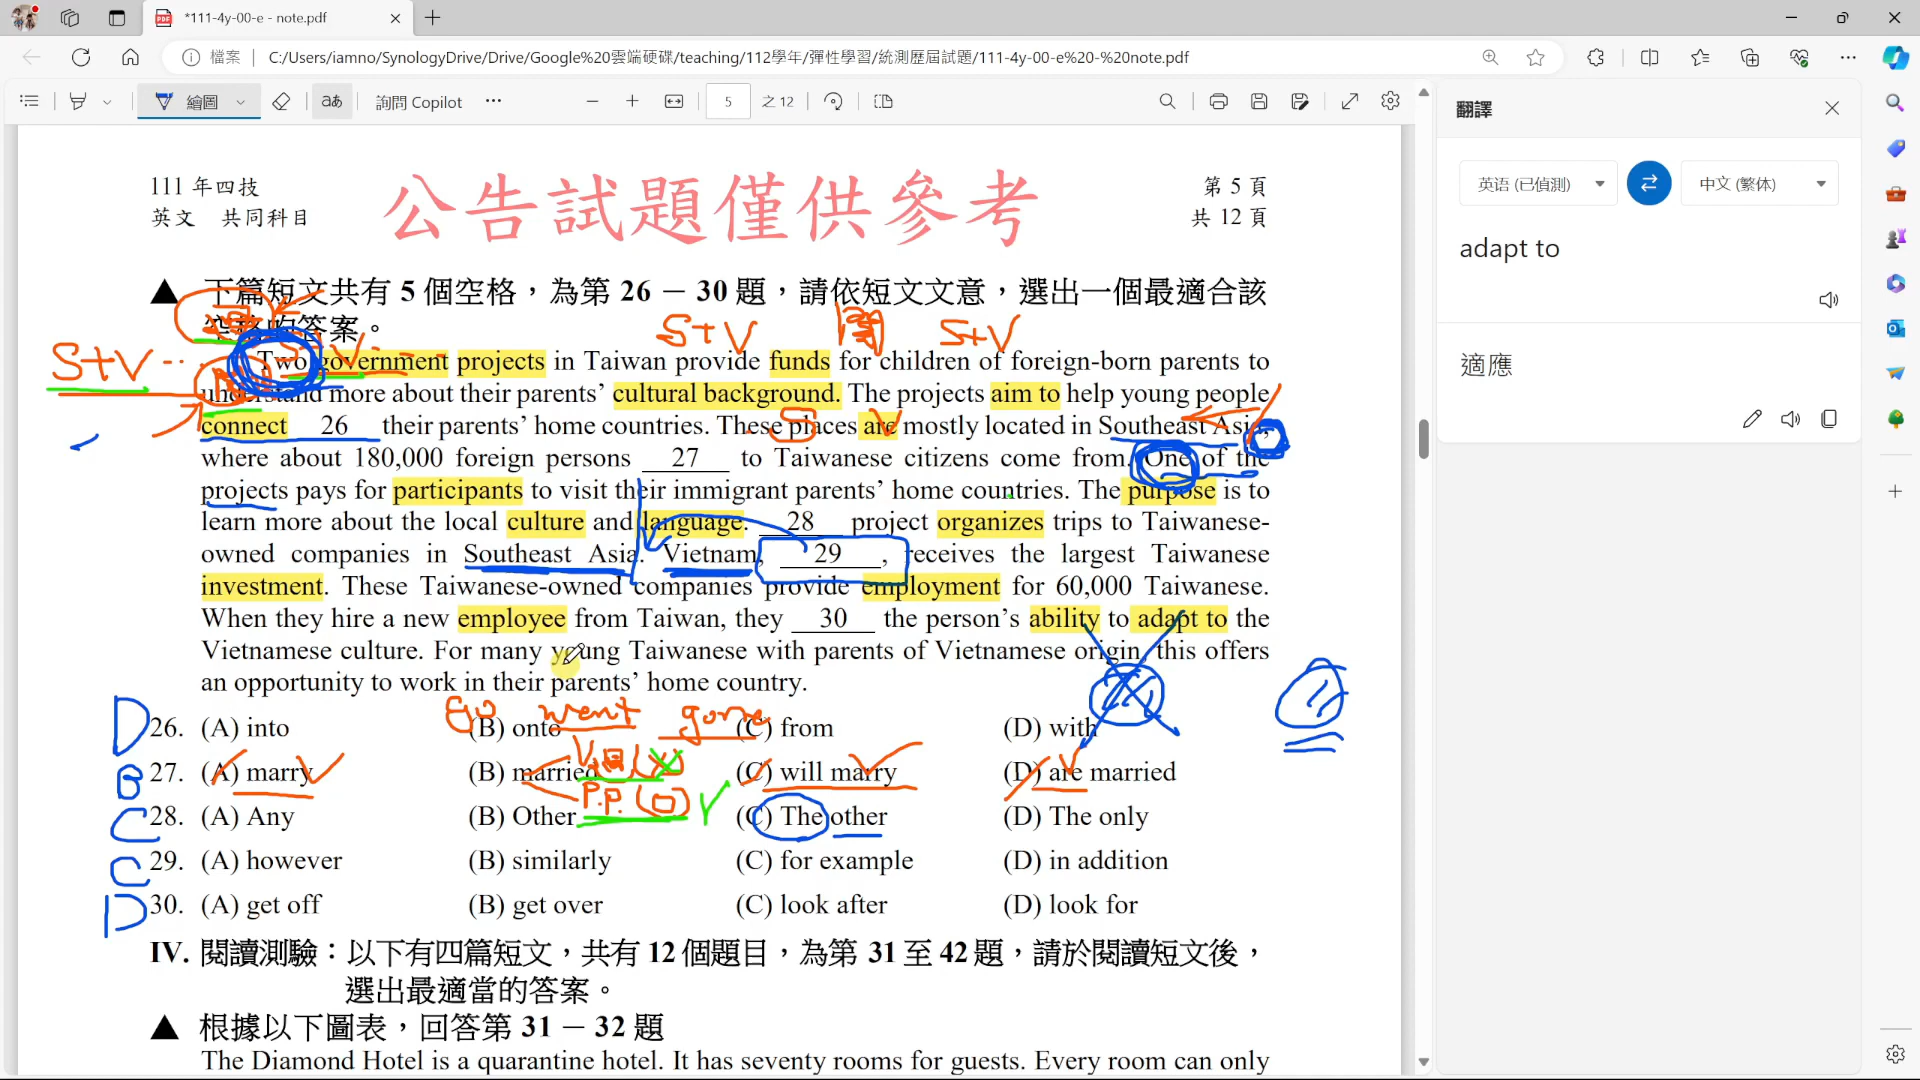 *111-4y-00-e - note.pdf
檔案 C:/Users/iamno/SynologyDrive/Drive/Google%20雲端硬碟/teaching/112學年/彈性學習/統測歷屆試題/111-4y-00-e%20-%20note.pdf
繪圖 aあ 詢問 Copilot 5 之 12
翻譯
英语 (已偵測) 中文 (繁体)
adapt to
適應
111 年四技
英文 共同科目
公告試題僅供參考
第 5 頁
共 12 頁
▲ 下篇短文共有 5 個空格,為第 26 － 30 題,請依短文文意,選出一個最適合該
空格的答案。
S+V 開 S+V
S+V ... S V ...
Two government projects in Taiwan provide funds for children of foreign-born parents to
understand more about their parents’ cultural background. The projects aim to help young people
connect 26 their parents’ home countries. These places are mostly located in Southeast Asia,
S V
where about 180,000 foreign persons 27 to Taiwanese citizens come from. One of the
projects pays for participants to visit their immigrant parents’ home countries. The purpose is to
learn more about the local culture and language. 28 project organizes trips to Taiwanese-
owned companies in Southeast Asia. Vietnam, 29 , receives the largest Taiwanese
investment. These Taiwanese-owned companies provide employment for 60,000 Taiwanese.
When they hire a new employee from Taiwan, they 30 the person’s ability to adapt to the
Vietnamese culture. For many young Taiwanese with parents of Vietnamese origin, this offers
an opportunity to work in their parents’ home country.
go went gone
D 26. (A) into (B) onto (C) from (D) with
V過(X)
B 27. (A) marry (B) married (C) will marry (D) are married
P.P.(O)
C 28. (A) Any (B) Other (C) The other (D) The only
C 29. (A) however (B) similarly (C) for example (D) in addition
D 30. (A) get off (B) get over (C) look after (D) look for
IV. 閱讀測驗：以下有四篇短文,共有 12 個題目,為第 31 至 42 題,請於閱讀短文後,
選出最適當的答案。
▲ 根據以下圖表,回答第 31 － 32 題
The Diamond Hotel is a quarantine hotel. It has seventy rooms for guests. Every room can only